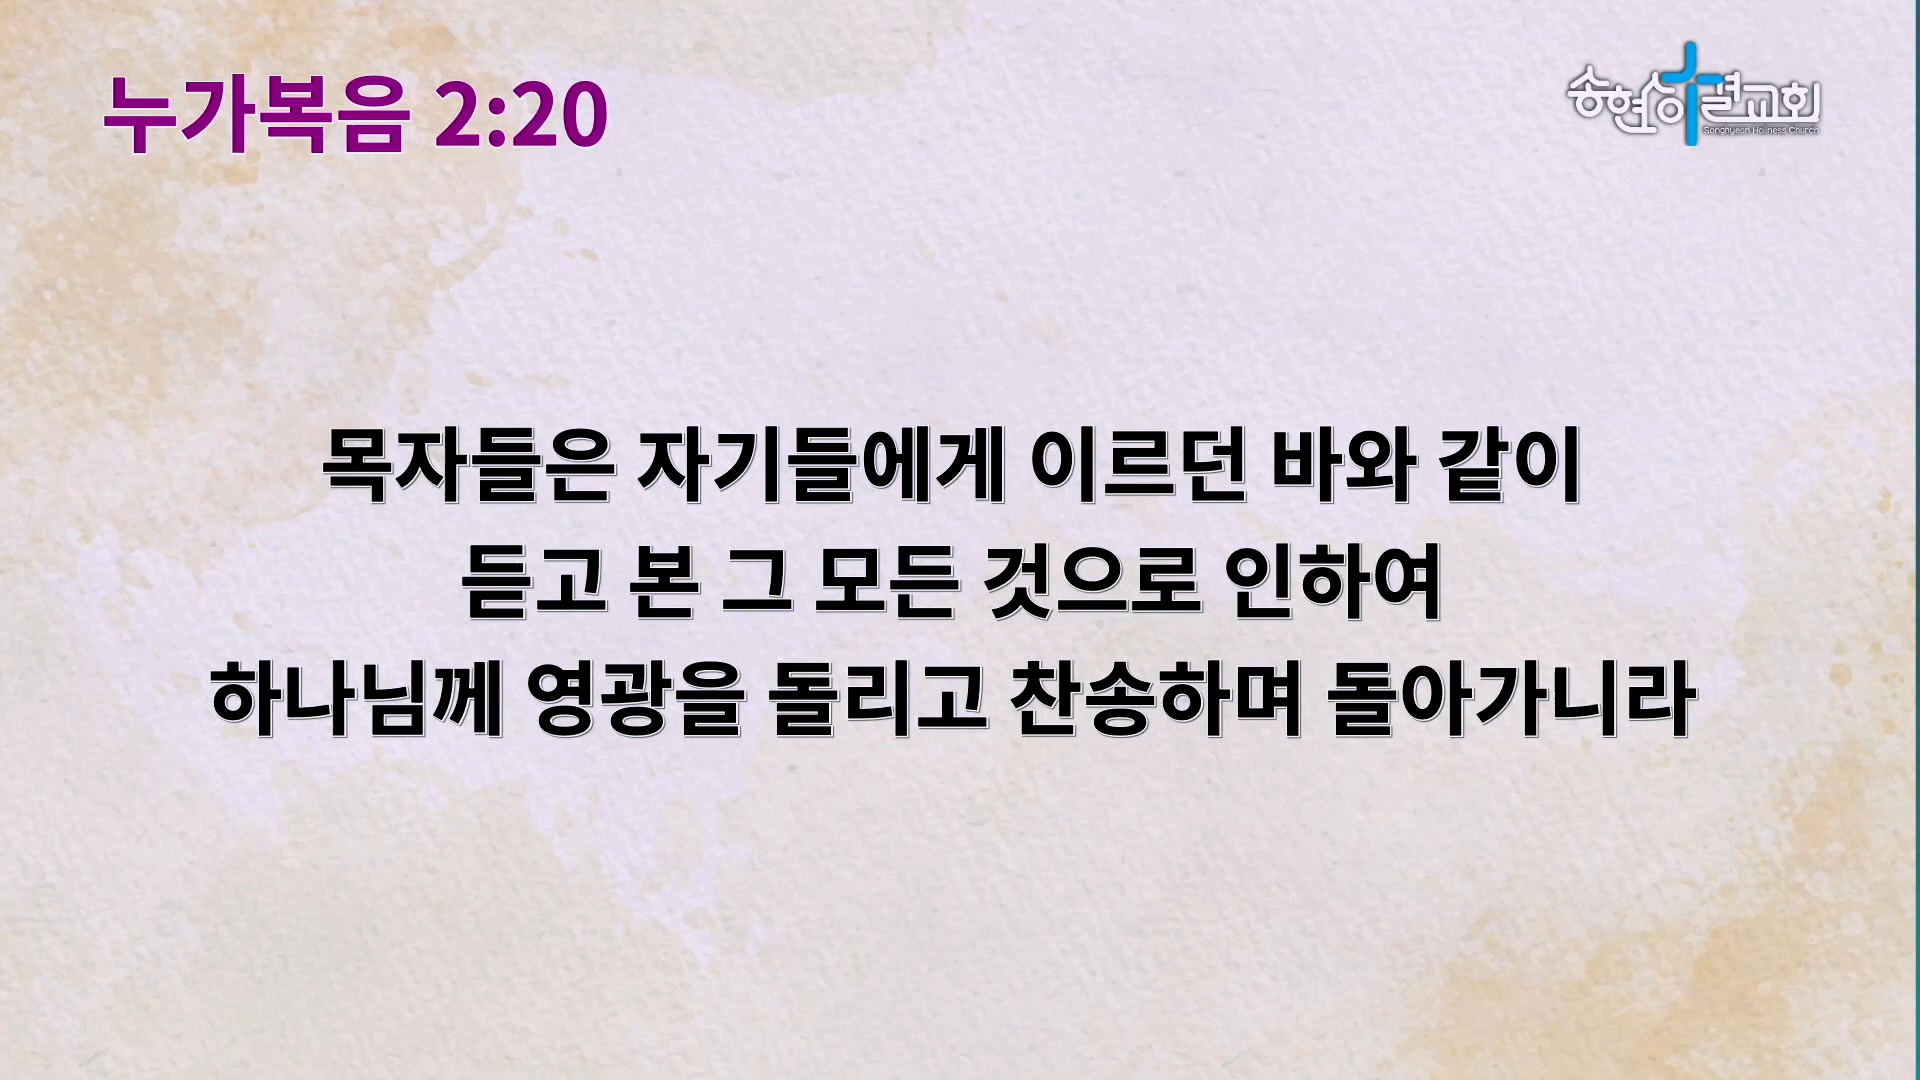 누가복음 2:20
송현성결교회
Songhyeon Holiness Church
목자들은 자기들에게 이르던 바와 같이
듣고 본 그 모든 것으로 인하여
하나님께 영광을 돌리고 찬송하며 돌아가니라